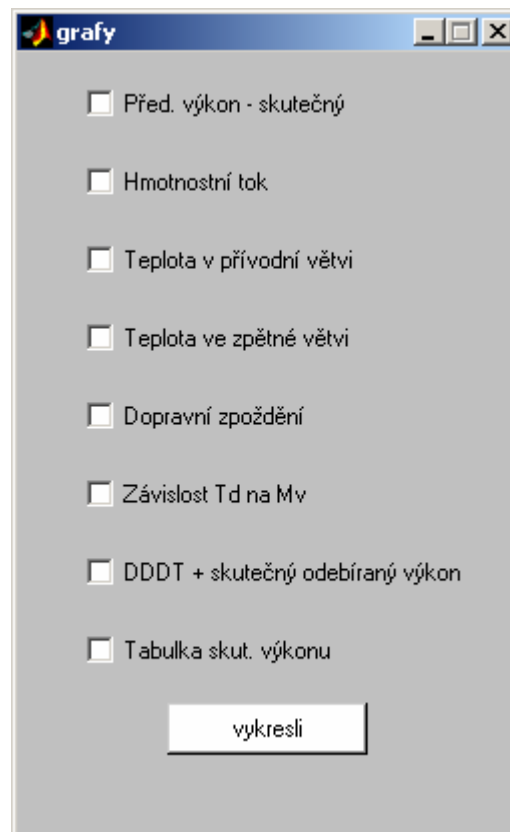 grafy
Před. výkon - skutečný
Hmotnostní tok
Teplota v přívodní větvi
Teplota ve zpětné větvi
Dopravní zpoždění
Závislost Td na Mv
DDDT + skutečný odebíraný výkon
Tabulka skut. výkonu
vykresli